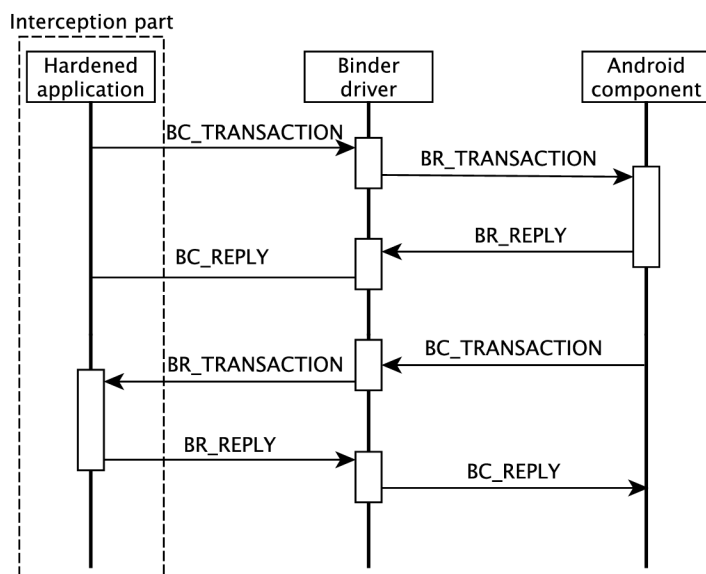 Interception part
Hardened
application
Binder
driver
Android
component
BC_TRANSACTION
BR_TRANSACTION
BR_REPLY
BC_REPLY
BC_TRANSACTION
BR_TRANSACTION
BR_REPLY
BC_REPLY